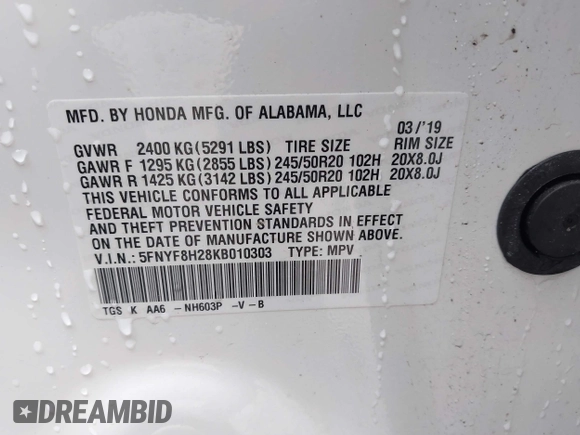 MFD. BY HONDA MFG. OF ALABAMA, LLC
03/'19
GVWR 2400 KG(5291 LBS) TIRE SIZE RIM SIZE
GAWR F 1295 KG(2855 LBS) 245/50R20 102H 20X8.0J
GAWR R 1425 KG(3142 LBS) 245/50R20 102H 20X8.0J
THIS VEHICLE CONFORMS TO ALL APPLICABLE
FEDERAL MOTOR VEHICLE SAFETY
AND THEFT PREVENTION STANDARDS IN EFFECT
ON THE DATE OF MANUFACTURE SHOWN ABOVE.
V.I.N.: 5FNYF8H28KB010303 TYPE: MPV
TGS K AA6 -NH603P -V-B
DREAMBID